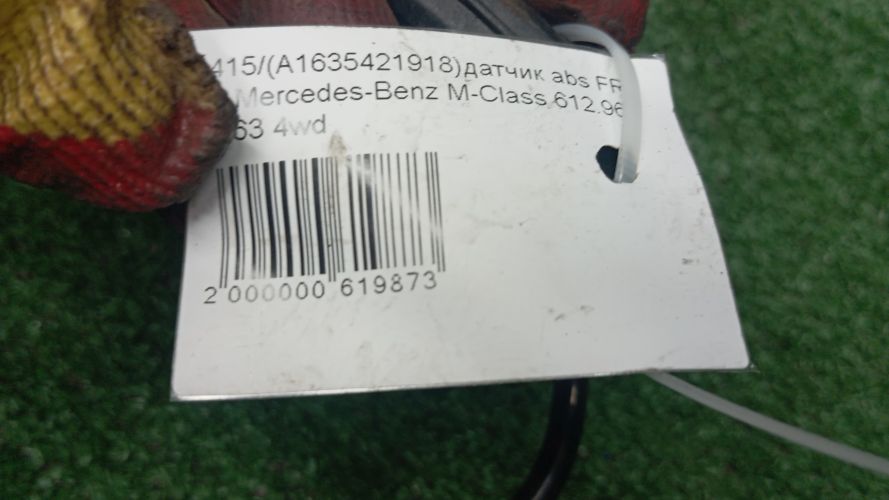 415/(A1635421918)датчик abs FR
Mercedes-Benz M-Class,612.96
63 4wd
2 000000 619873